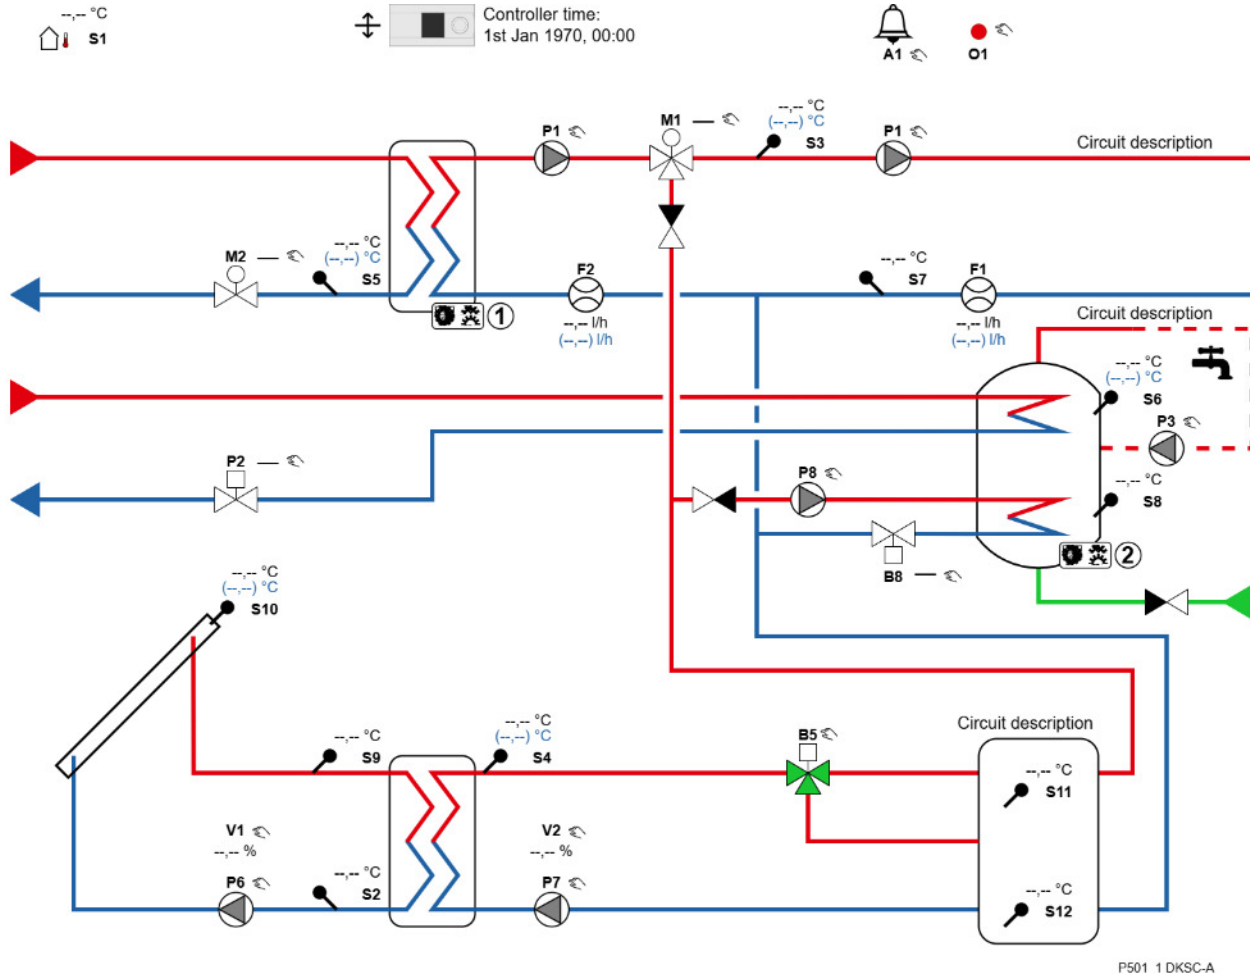 --,-- °C
S1
Controller time:
1st Jan 1970, 00:00
A1
O1
P1
M1
--,-- °C
(--,--) °C
S3
P1
Circuit description
M2
--,-- °C
(--,--) °C
S5
F2
--,-- l/h
(--,--) l/h
--,-- °C
S7
F1
--,-- l/h
(--,--) l/h
1
Circuit description
--,-- °C
(--,--) °C
S6
P3
P2
P8
--,-- °C
S8
B8
2
--,-- °C
(--,--) °C
S10
--,-- °C
S9
--,-- °C
(--,--) °C
S4
B5
Circuit description
--,-- °C
S11
V1
--,-- %
P6
--,-- °C
S2
V2
--,-- %
P7
--,-- °C
S12
P501_1 DKSC-A